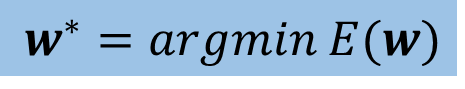 w* = argmin E(w)